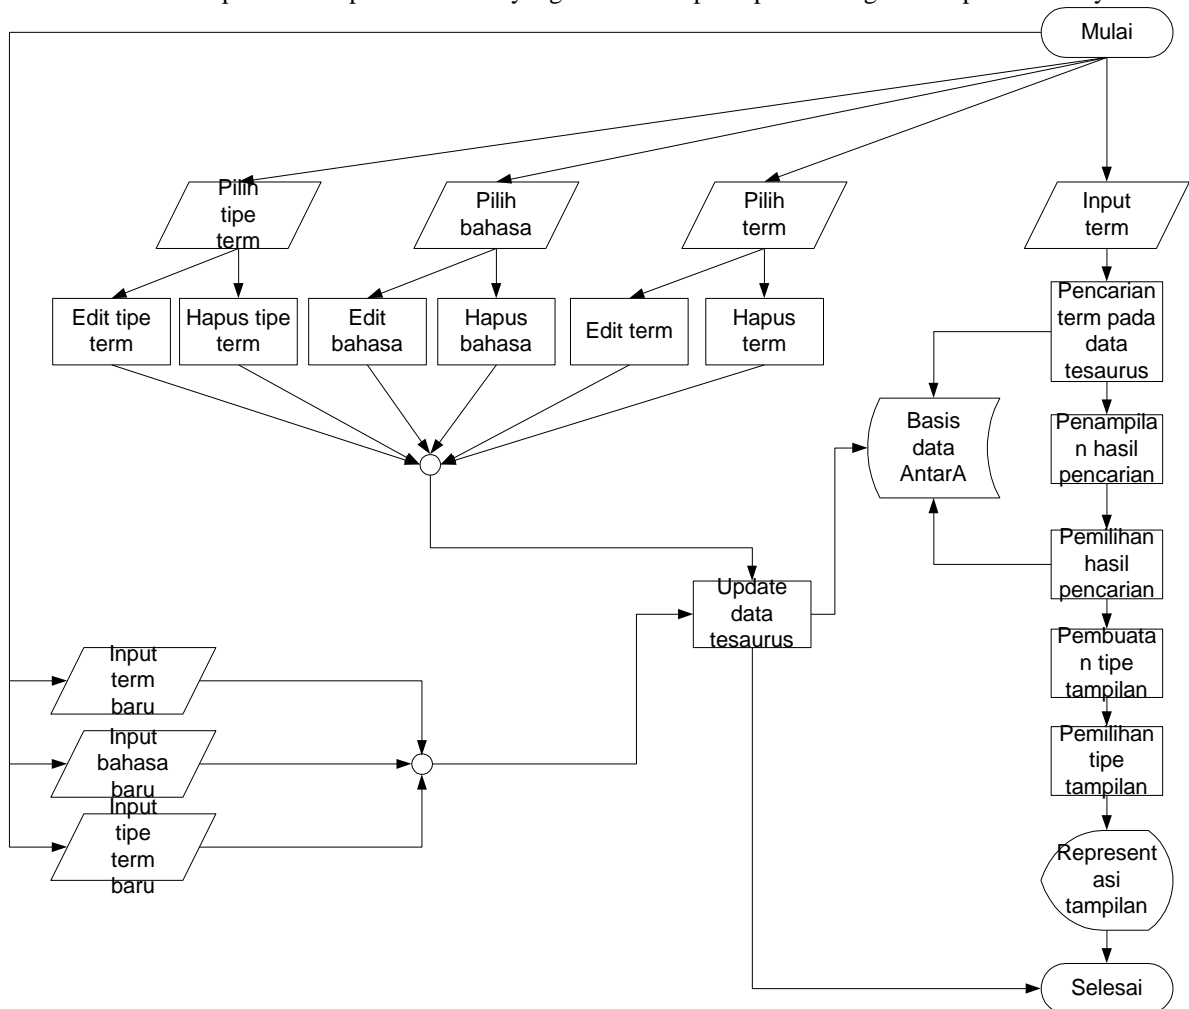 Mulai
Pilih
tipe
term
Pilih
bahasa
Pilih
term
Input
term
Edit tipe
term
Hapus tipe
term
Edit
bahasa
Hapus
bahasa
Edit term
Hapus
term
Pencarian
term pada
data
tesaurus
Basis
data
AntarA
Penampila
n hasil
pencarian
Pemilihan
hasil
pencarian
Update
data
tesaurus
Input
term
baru
Pembuata
n tipe
tampilan
Input
bahasa
baru
Pemilihan
tipe
tampilan
Input
tipe
term
baru
Represent
asi
tampilan
Selesai